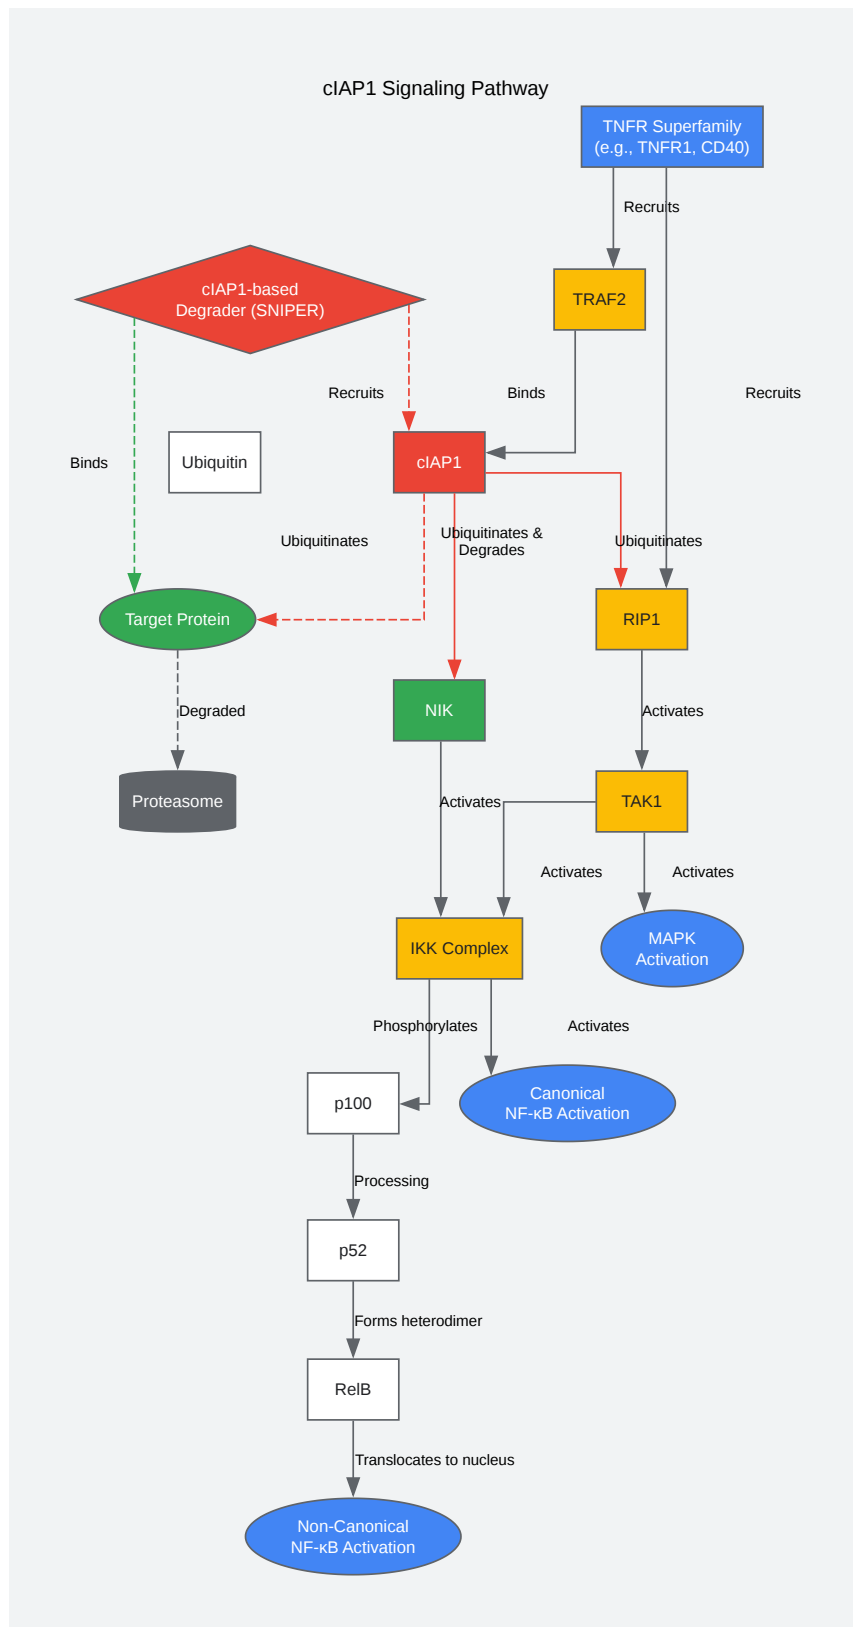 cIAP1 Signaling Pathway
TNFR Superfamily
(e.g., TNFR1, CD40)
Recruits
cIAP1-based
Degrader (SNIPER)
TRAF2
Recruits
Binds
Recruits
Binds
Ubiquitin
cIAP1
Ubiquitinates
Ubiquitinates &
Degrades
Ubiquitinates
Target Protein
RIP1
Degraded
NIK
Activates
Proteasome
Activates
TAK1
Activates
Activates
IKK Complex
MAPK
Activation
Phosphorylates
Activates
p100
Canonical
NF-κB Activation
Processing
p52
Forms heterodimer
RelB
Translocates to nucleus
Non-Canonical
NF-κB Activation